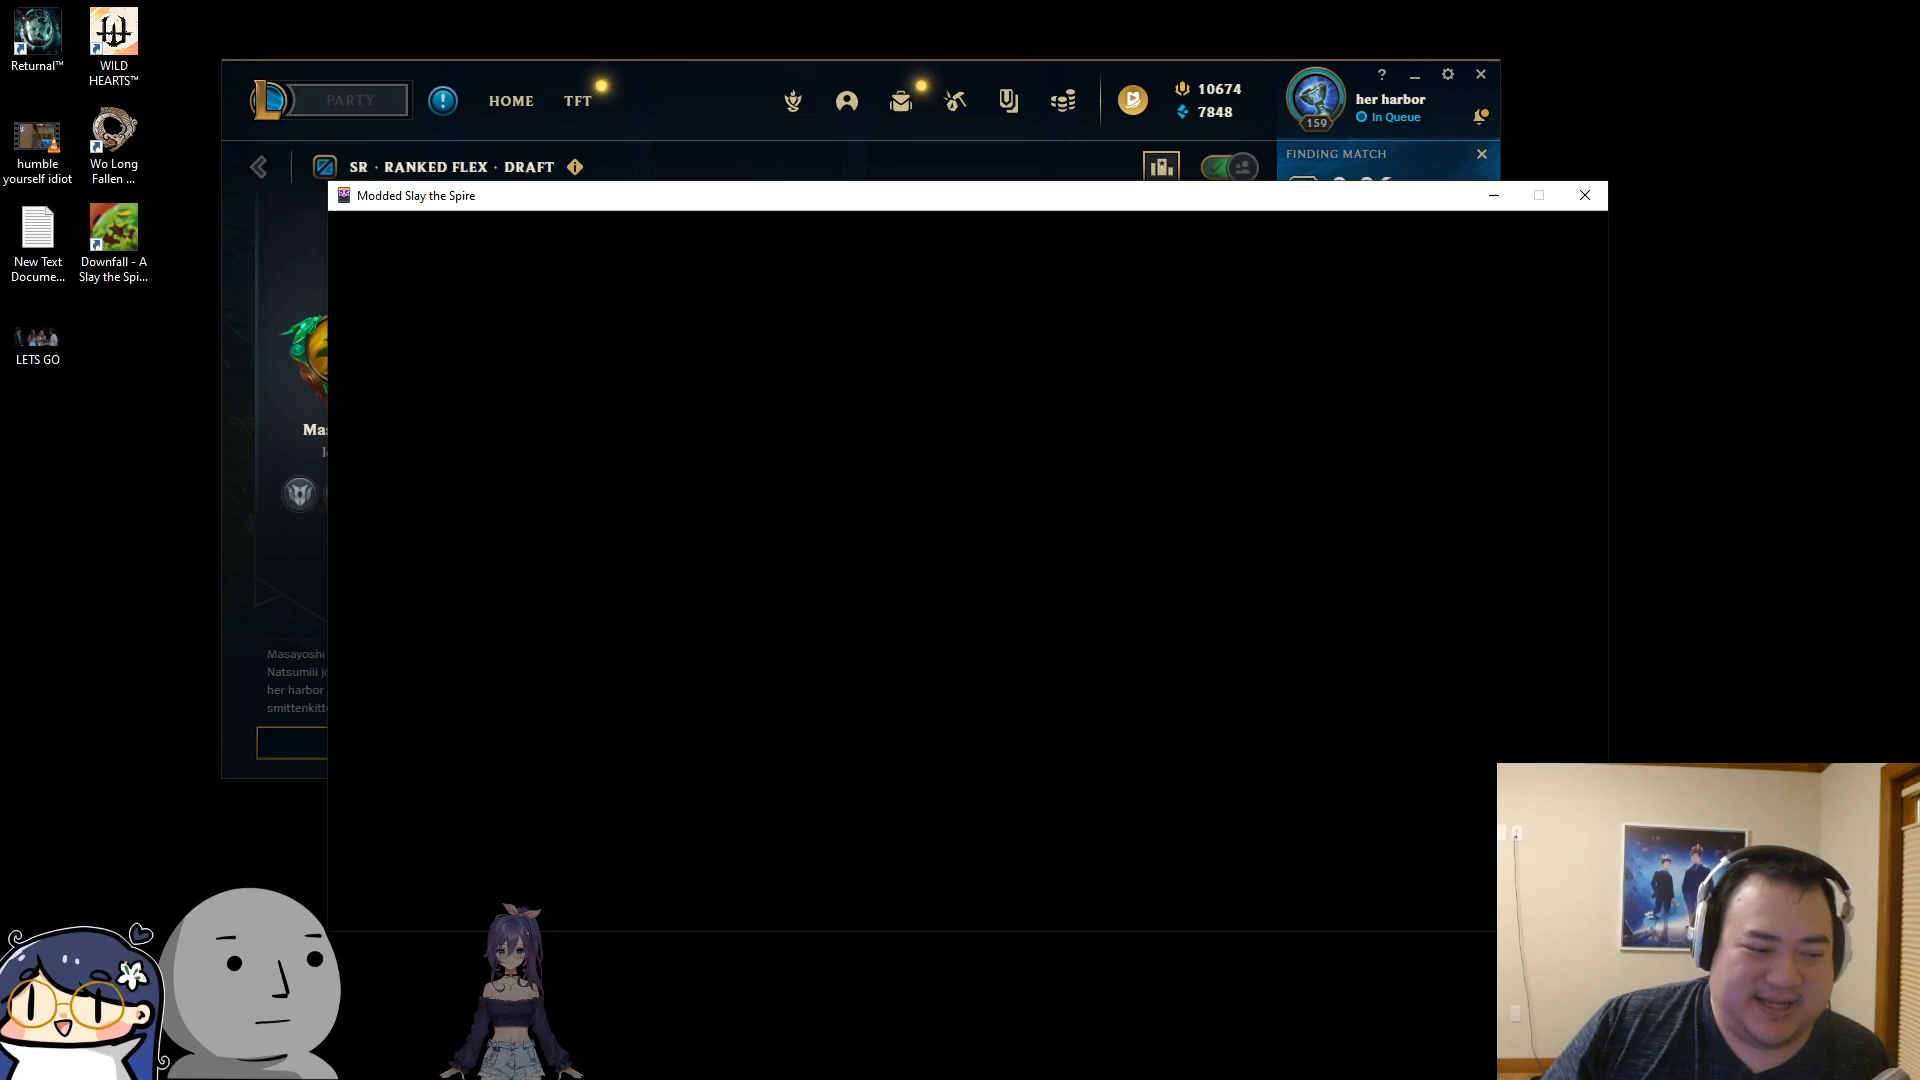 Returnal™
WILD
HEARTS™
humble
yourself idiot
Wo Long
Fallen ...
New Text
Docume...
Downfall - A
Slay the Spi...
LETS GO
PARTY
HOME
TFT
10674
7848
159
her harbor
In Queue
SR · RANKED FLEX · DRAFT
FINDING MATCH
Modded Slay the Spire
Mas
Masayoshi
Natsumiii jo
her harbor
smittenkitt